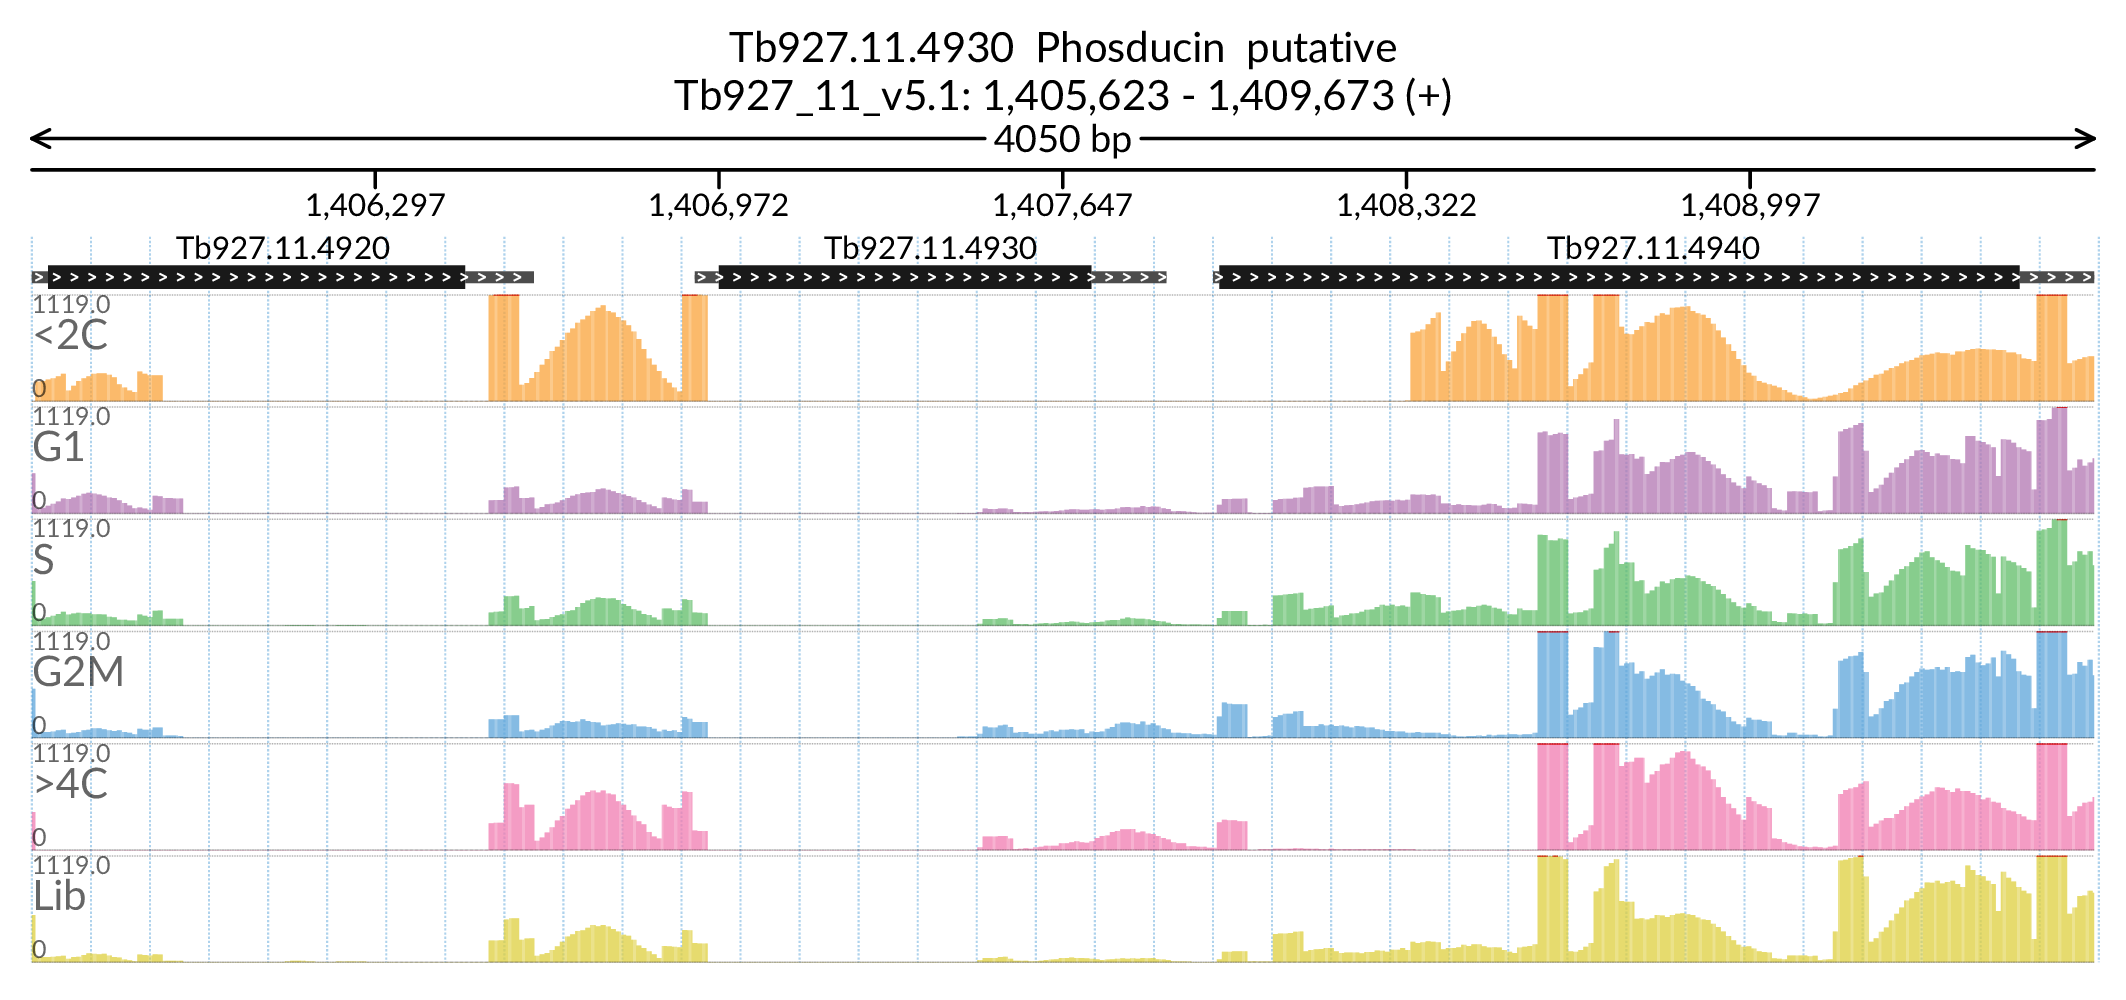 Tb927.11.4930 Phosducin putative
Tb927_11_v5.1: 1,405,623 - 1,409,673 (+)
4050 bp
1,406,297 1,406,972 1,407,647 1,408,322 1,408,997
Tb927.11.4920 Tb927.11.4930 Tb927.11.4940
1119.0
<2C
0
1119.0
G1
0
1119.0
S
0
1119.0
G2M
0
1119.0
>4C
0
1119.0
Lib
0